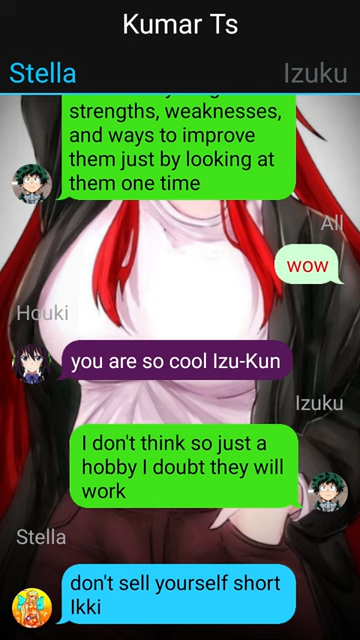 Kumar Ts
Stella
Izuku
strengths, weaknesses,
and ways to improve
them just by looking at
them one time
All
wow
Houki
you are so cool Izu-Kun
Izuku
I don't think so just a
hobby I doubt they will
work
Stella
don't sell yourself short
Ikki